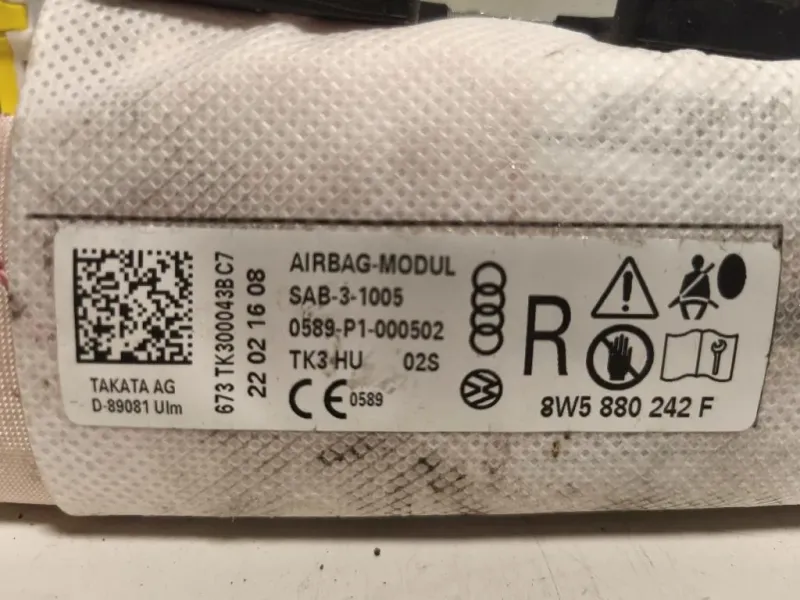 TAKATA AG
D-89081 Ulm
673 TK300043BC7
22 02 16 08
AIRBAG-MODUL
SAB-3-1005
0589-P1-000502
TK3 HU 02S
CE 0589
R
8W5 880 242 F